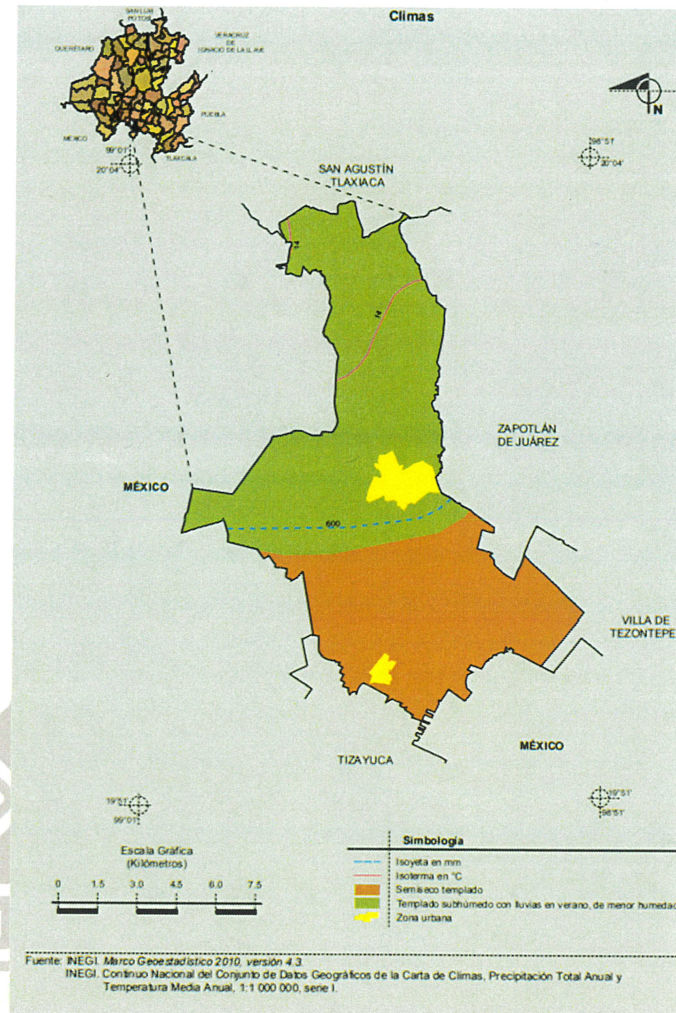 Climas
SAN LUIS
POTOSÍ
QUERÉTARO
VERACRUZ
DE
IGNACIO DE LA LLAVE
PUEBLA
MÉXICO
TLAXCALA
N
99°01'
20°04'
98°51'
20°04'
SAN AGUSTÍN
TLAXIACA
14
14
ZAPOTLÁN
DE JUÁREZ
MÉXICO
600
VILLA DE
TEZONTEPE
TIZAYUCA
MÉXICO
19°51'
99°01'
19°51'
98°51'
Escala Gráfica
(Kilómetros)
0 1.5 3.0 4.5 6.0 7.5
Simbología
Isoyeta en mm
Isoterma en °C
Semiseco templado
Templado subhúmedo con lluvias en verano, de menor humedad
Zona urbana
Fuente: INEGI. Marco Geoestadístico 2010, versión 4.3.
INEGI. Continuo Nacional del Conjunto de Datos Geográficos de la Carta de Climas, Precipitación Total Anual y
Temperatura Media Anual, 1:1 000 000, serie I.